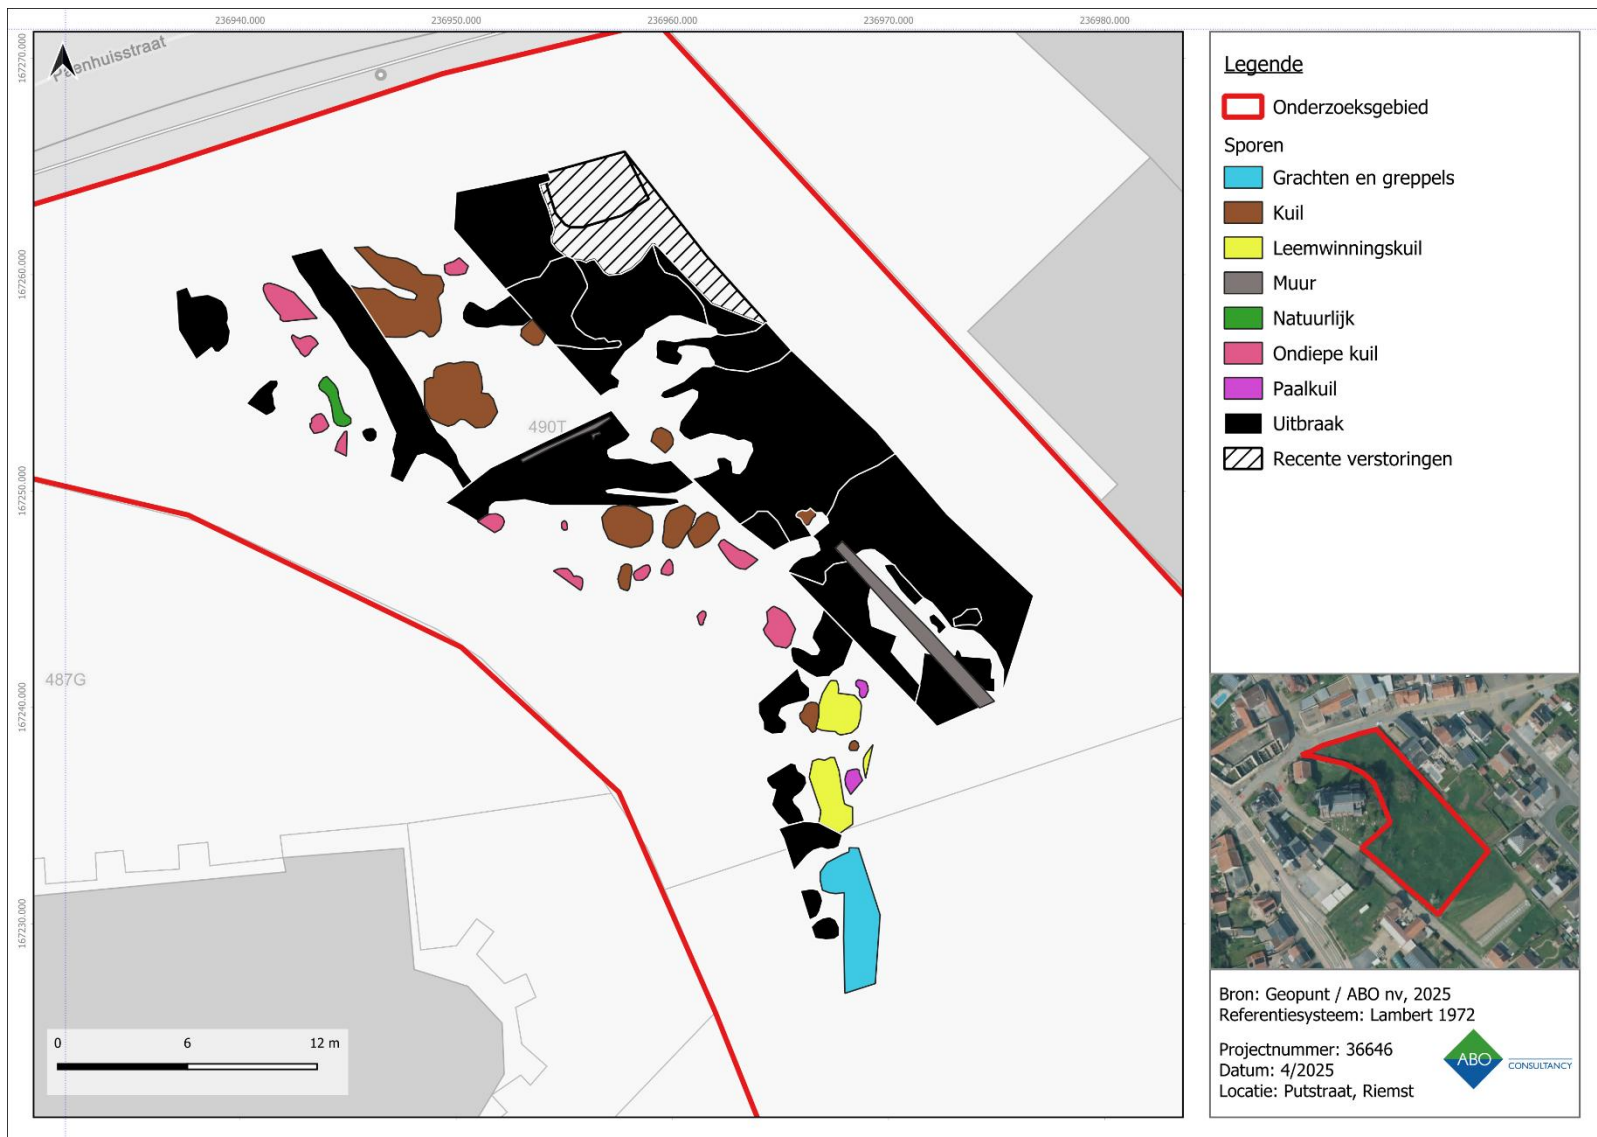 236940.000 236950.000 236960.000 236970.000 236980.000
167270.000
167260.000
167250.000
167240.000
167230.000
Paenhuisstraat
490T
487G
0 6 12 m
Legende
Onderzoeksgebied
Sporen
Grachten en greppels
Kuil
Leemwinningskuil
Muur
Natuurlijk
Ondiepe kuil
Paalkuil
Uitbraak
Recente verstoringen
Bron: Geopunt / ABO nv, 2025
Referentiesysteem: Lambert 1972
Projectnummer: 36646
Datum: 4/2025
Locatie: Putstraat, Riemst
ABO
CONSULTANCY